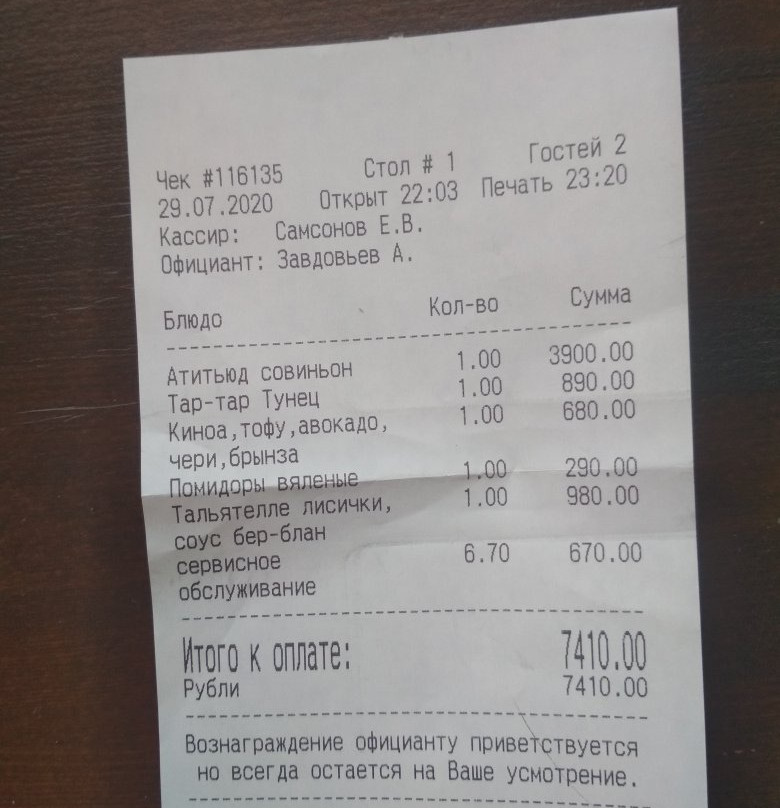 Чек #116135 Стол # 1 Гостей 2
29.07.2020 Открыт 22:03 Печать 23:20
Кассир: Самсонов Е.В.
Официант: Завдовьев А.
Блюдо Кол-во Сумма
Атитьюд совиньон 1.00 3900.00
Тар-тар Тунец 1.00 890.00
Киноа,тофу,авокадо, 1.00 680.00
чери,брынза
Помидоры вяленые 1.00 290.00
Тальятелле лисички, 1.00 980.00
соус бер-блан
сервисное 6.70 670.00
обслуживание
Итого к оплате: 7410.00
Рубли 7410.00
Вознаграждение официанту приветствуется
но всегда остается на Ваше усмотрение.